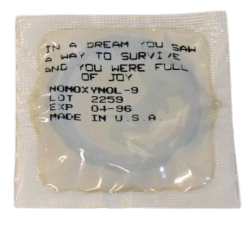 IN A DREAM YOU SAW
A WAY TO SURVIVE
AND YOU WERE FULL
OF JOY
NONOXYNOL-9
LOT 2259
EXP 04-96
MADE IN U.S.A.